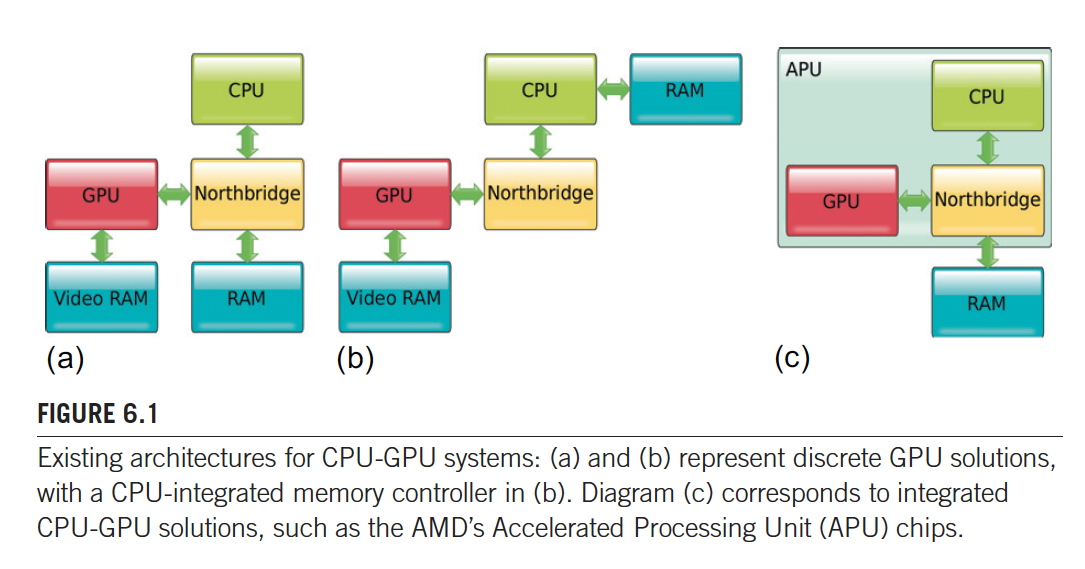 CPU
GPU
Northbridge
Video RAM
RAM
(a)
CPU
RAM
GPU
Northbridge
Video RAM
(b)
APU
CPU
GPU
Northbridge
RAM
(c)
FIGURE 6.1
Existing architectures for CPU-GPU systems: (a) and (b) represent discrete GPU solutions,
with a CPU-integrated memory controller in (b). Diagram (c) corresponds to integrated
CPU-GPU solutions, such as the AMD's Accelerated Processing Unit (APU) chips.